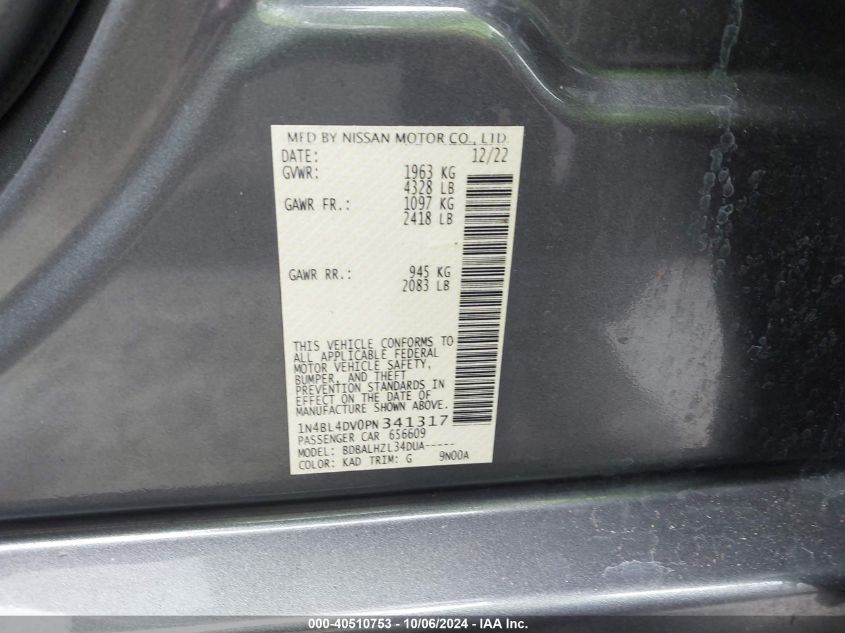 MFD BY NISSAN MOTOR CO., LTD.
DATE: 12/22
GVWR: 1963 KG
4328 LB
GAWR FR.: 1097 KG
2418 LB
GAWR RR.: 945 KG
2083 LB
THIS VEHICLE CONFORMS TO
ALL APPLICABLE FEDERAL
MOTOR VEHICLE SAFETY,
BUMPER, AND THEFT
PREVENTION STANDARDS IN
EFFECT ON THE DATE OF
MANUFACTURE SHOWN ABOVE.
1N4BL4DV0PN341317
PASSENGER CAR 656609
MODEL: BDBALHZL34DUA-----
COLOR: KAD TRIM: G 9N00A
000-40510753 - 10/06/2024 - IAA Inc.